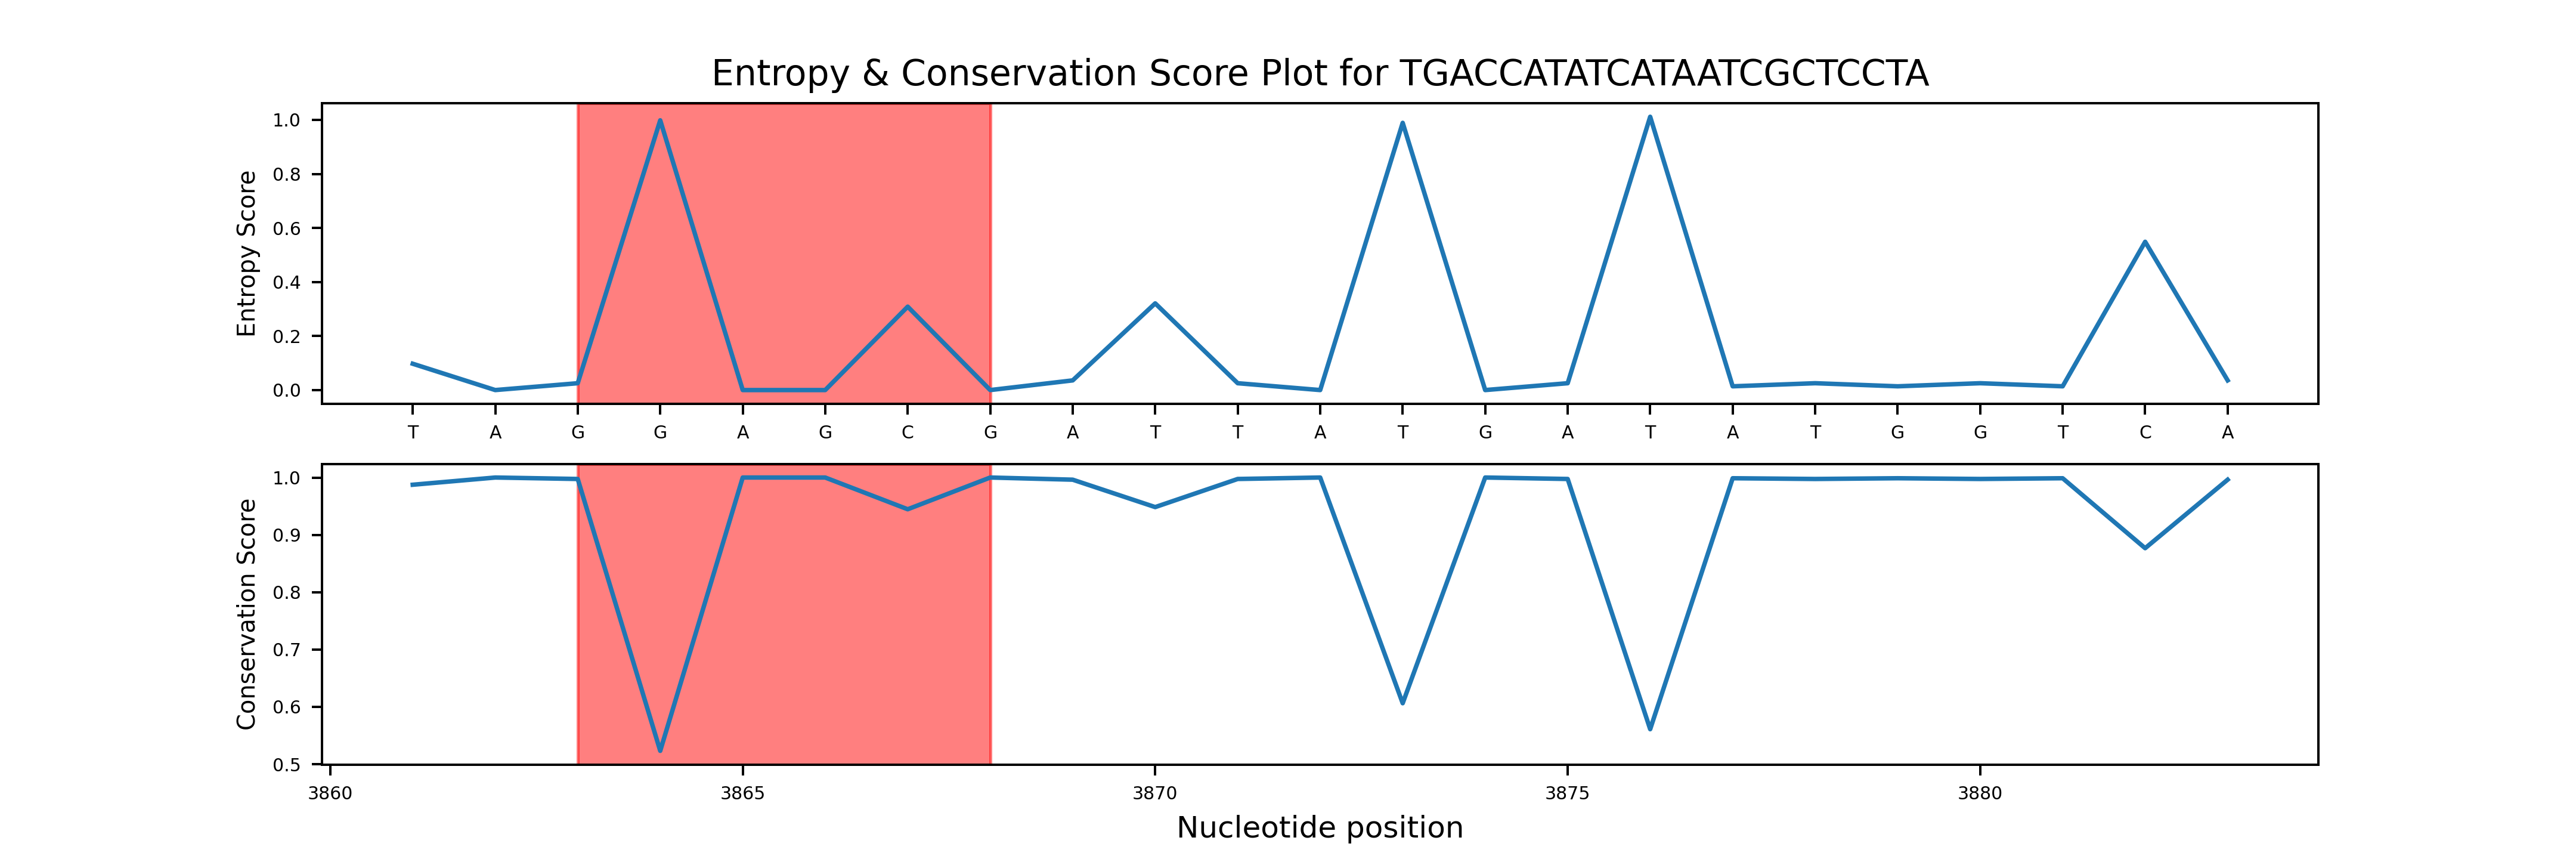 Entropy & Conservation Score Plot for TGACCATATCATAATCGCTCCTA
Entropy Score
1.0
0.8
0.6
0.4
0.2
0.0
T A G G A G C G A T T A T G A T A T G G T C A
Conservation Score
1.0
0.9
0.8
0.7
0.6
0.5
3860 3865 3870 3875 3880
Nucleotide position